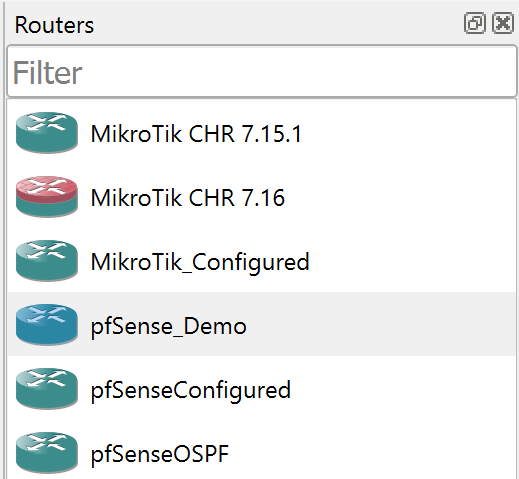 Routers
Filter
MikroTik CHR 7.15.1
MikroTik CHR 7.16
MikroTik_Configured
pfSense_Demo
pfSenseConfigured
pfSenseOSPF